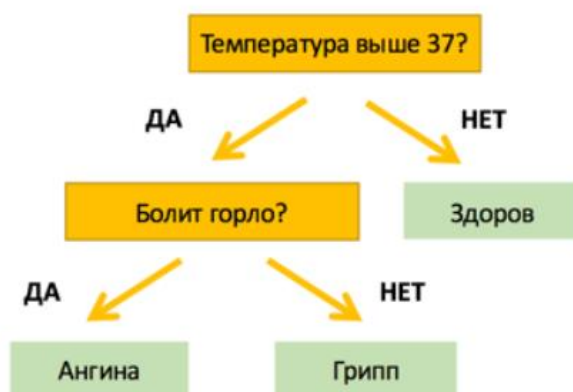 Температура выше 37?
ДА
НЕТ
Болит горло?
Здоров
ДА
НЕТ
Ангина
Грипп